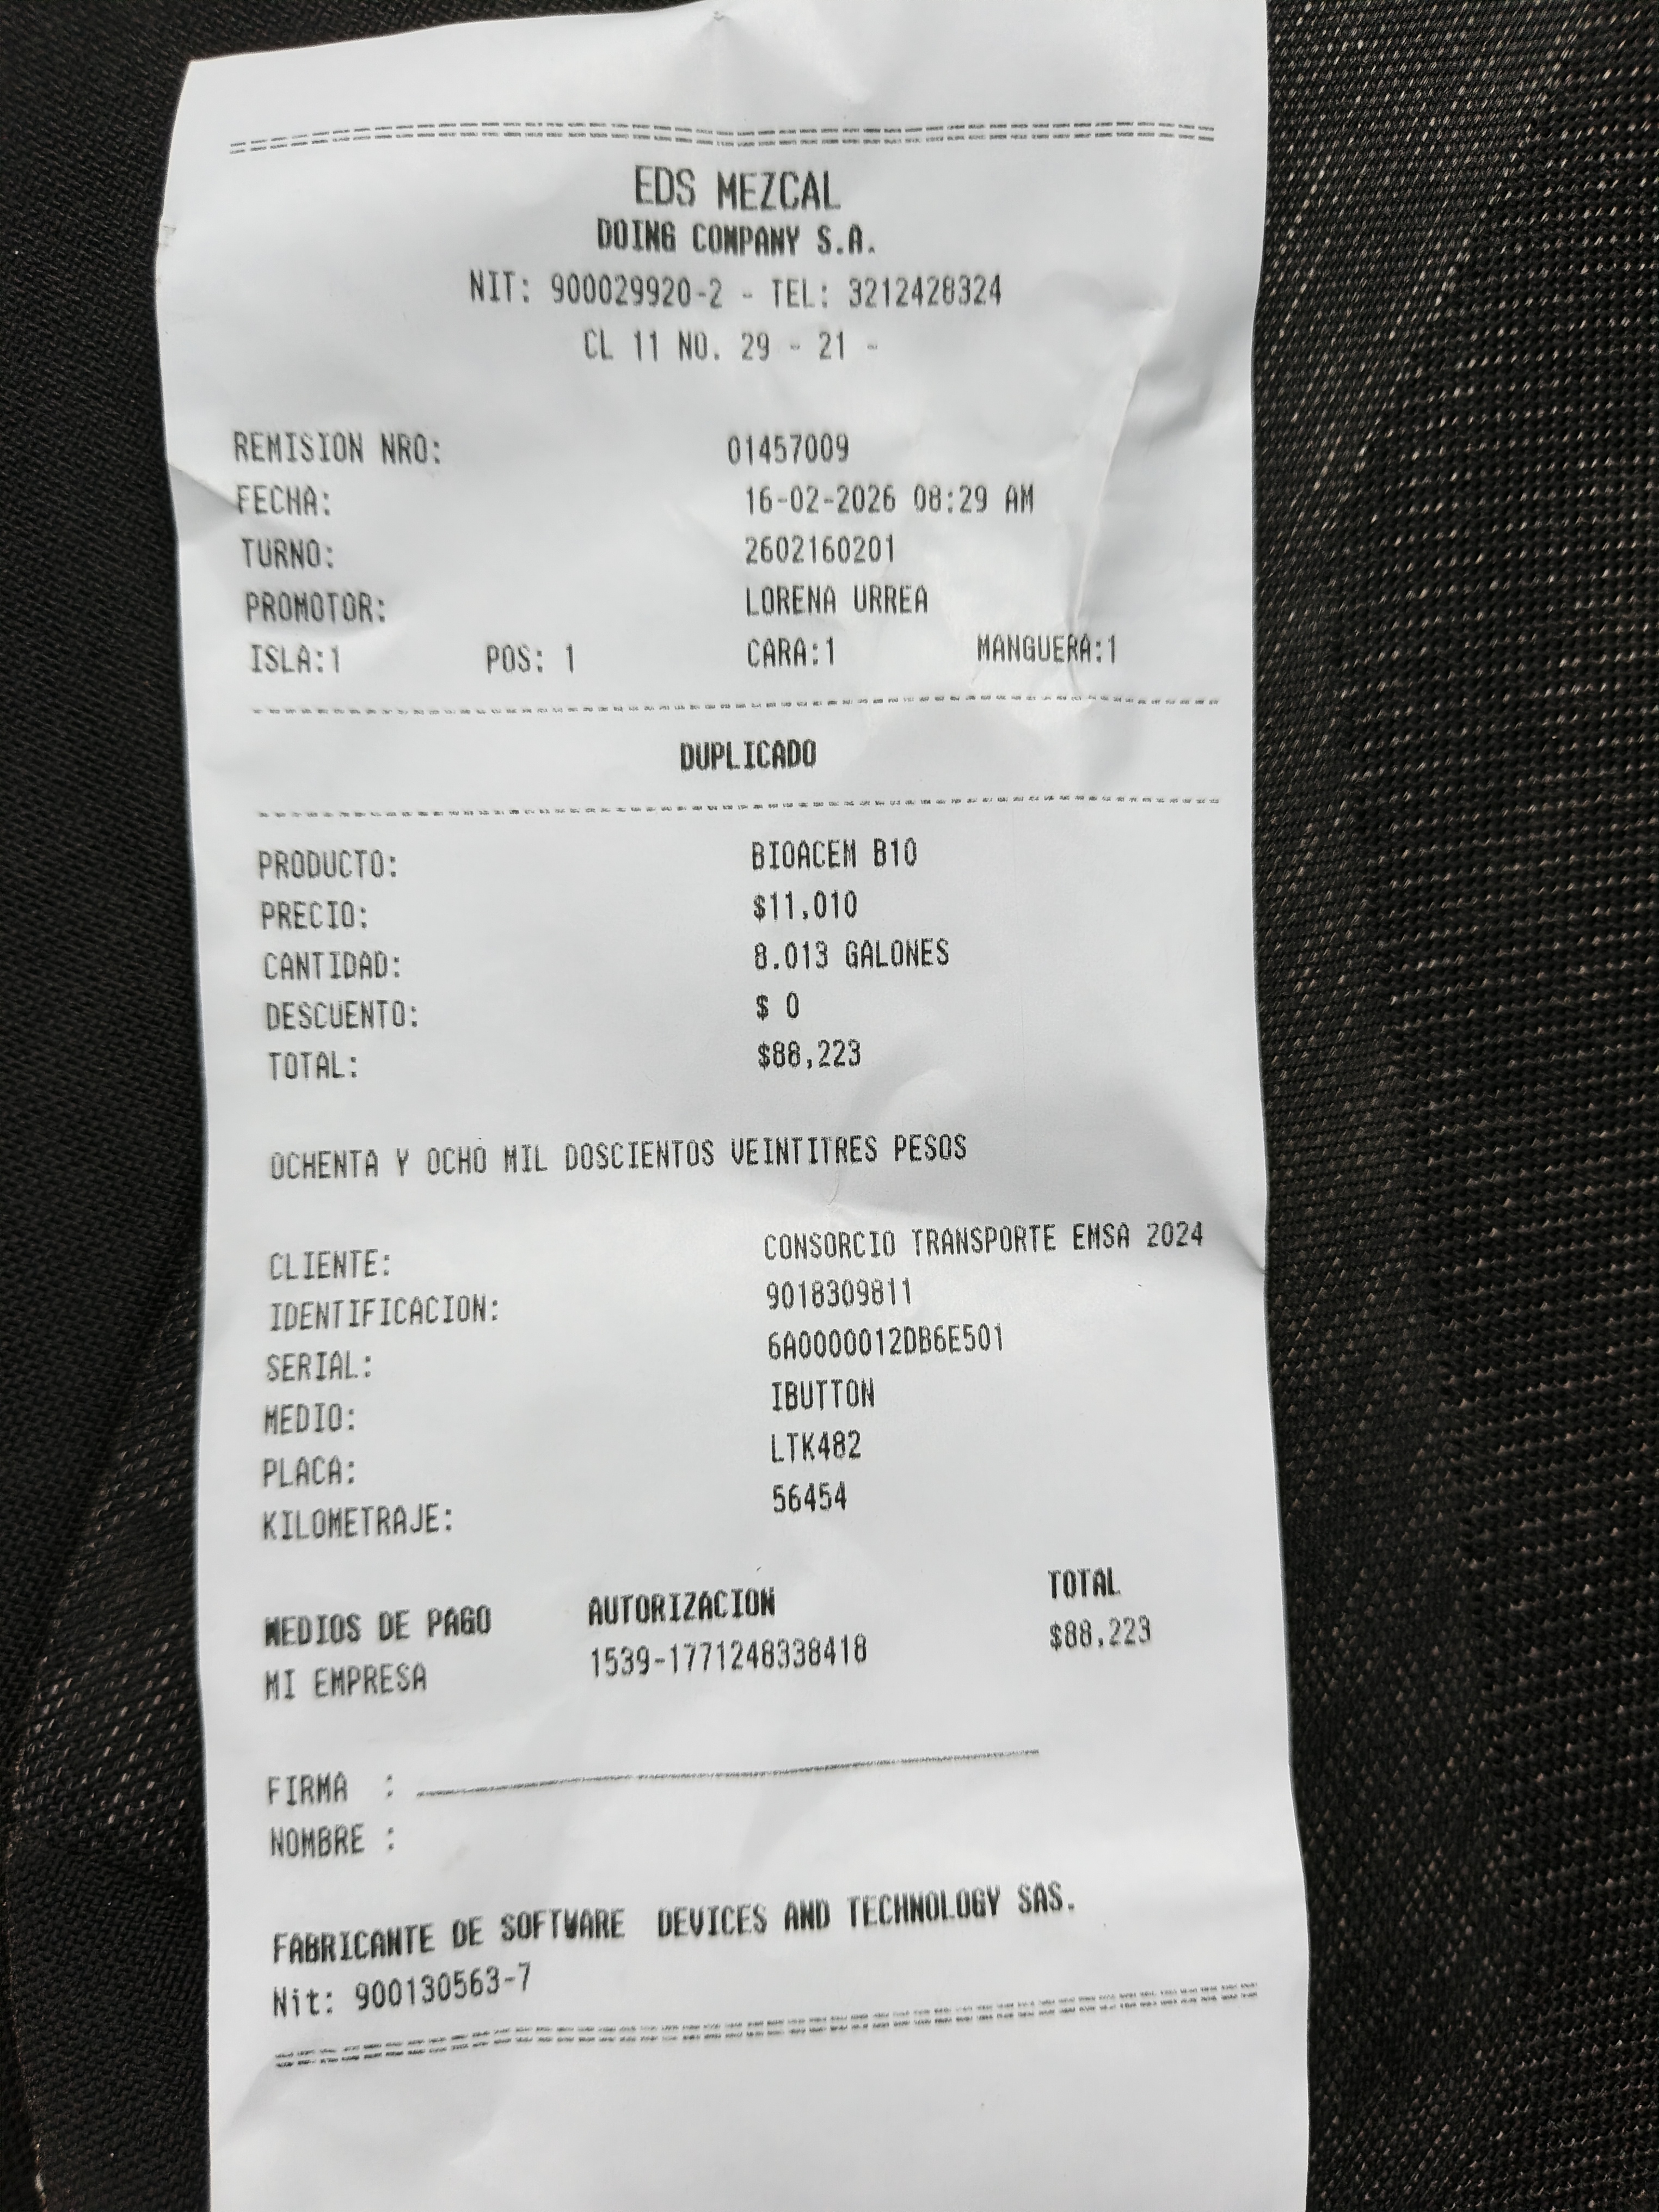 EDS MEZCAL
DOING COMPANY S.A.
NIT: 900029920-2 - TEL: 3212428324
CL 11 NO. 29 - 21 -
REMISION NRO: 01457009
FECHA: 16-02-2026 08:29 AM
TURNO: 2602160201
PROMOTOR: LORENA URREA
ISLA:1 POS: 1 CARA:1 MANGUERA:1
DUPLICADO
PRODUCTO: BIOACEM B10
PRECIO: $11,010
CANTIDAD: 8.013 GALONES
DESCUENTO: $ 0
TOTAL: $88,223
OCHENTA Y OCHO MIL DOSCIENTOS VEINTITRES PESOS
CLIENTE: CONSORCIO TRANSPORTE EMSA 2024
IDENTIFICACION: 9018309811
SERIAL: 6A0000012DB6E501
MEDIO: IBUTTON
PLACA: LTK482
KILOMETRAJE: 56454
MEDIOS DE PAGO AUTORIZACION TOTAL
MI EMPRESA 1539-1771248338418 $88,223
FIRMA :
NOMBRE :
FABRICANTE DE SOFTWARE DEVICES AND TECHNOLOGY SAS.
Nit: 900130563-7